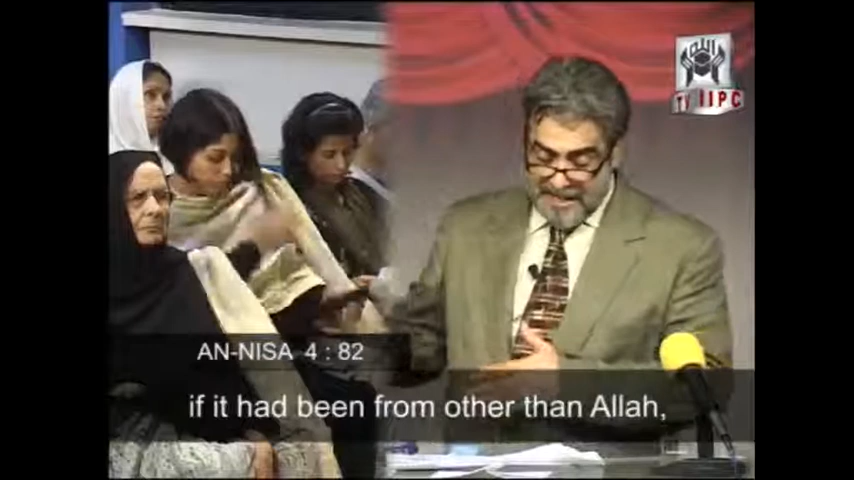 TV IIPC
AN-NISA 4 : 82
if it had been from other than Allah,